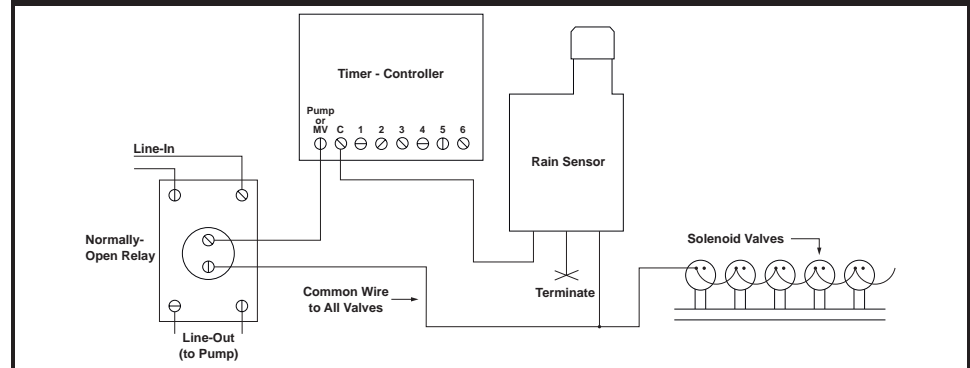 Timer - Controller
Pump
or
MV C 1 2 3 4 5 6
Rain Sensor
Line-In
Normally-
Open Relay
Solenoid Valves
Common Wire
to All Valves
Terminate
Line-Out
(to Pump)